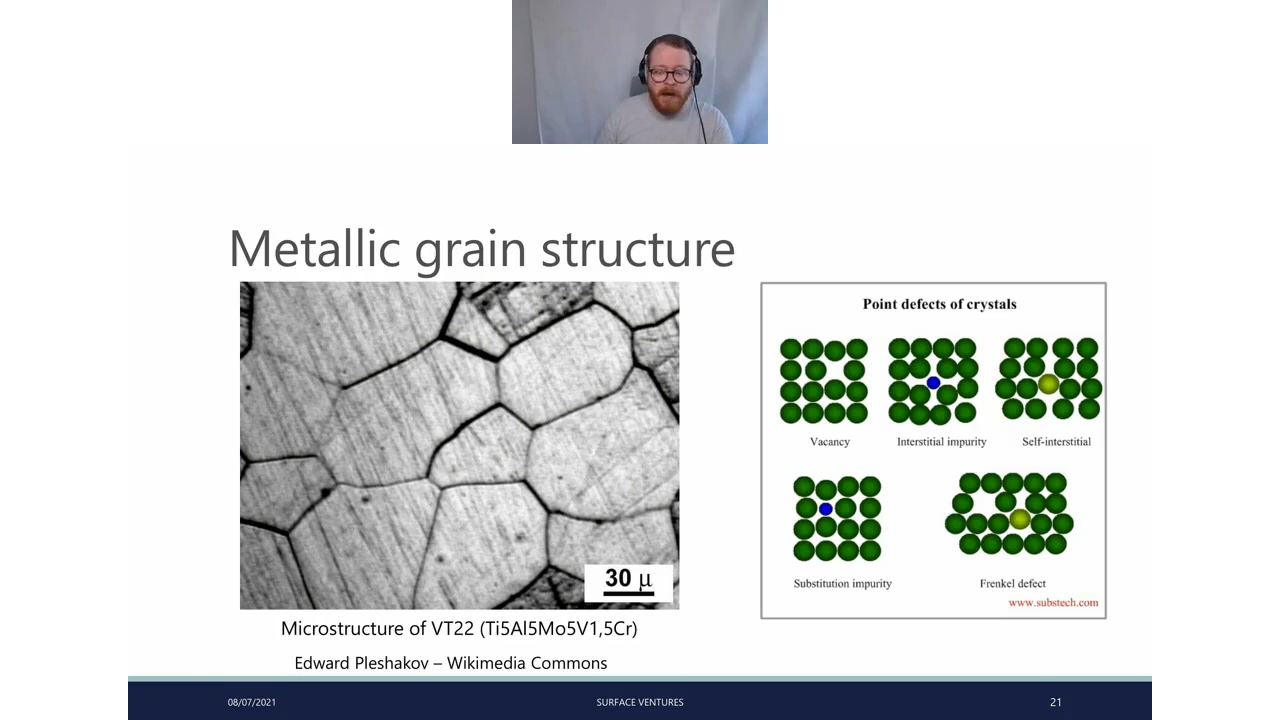 Metallic grain structure
30 μ
Microstructure of VT22 (Ti5Al5Mo5V1,5Cr)
Edward Pleshakov – Wikimedia Commons
Point defects of crystals
Vacancy
Interstitial impurity
Self-interstitial
Substitution impurity
Frenkel defect
www.substech.com
08/07/2021
SURFACE VENTURES
21